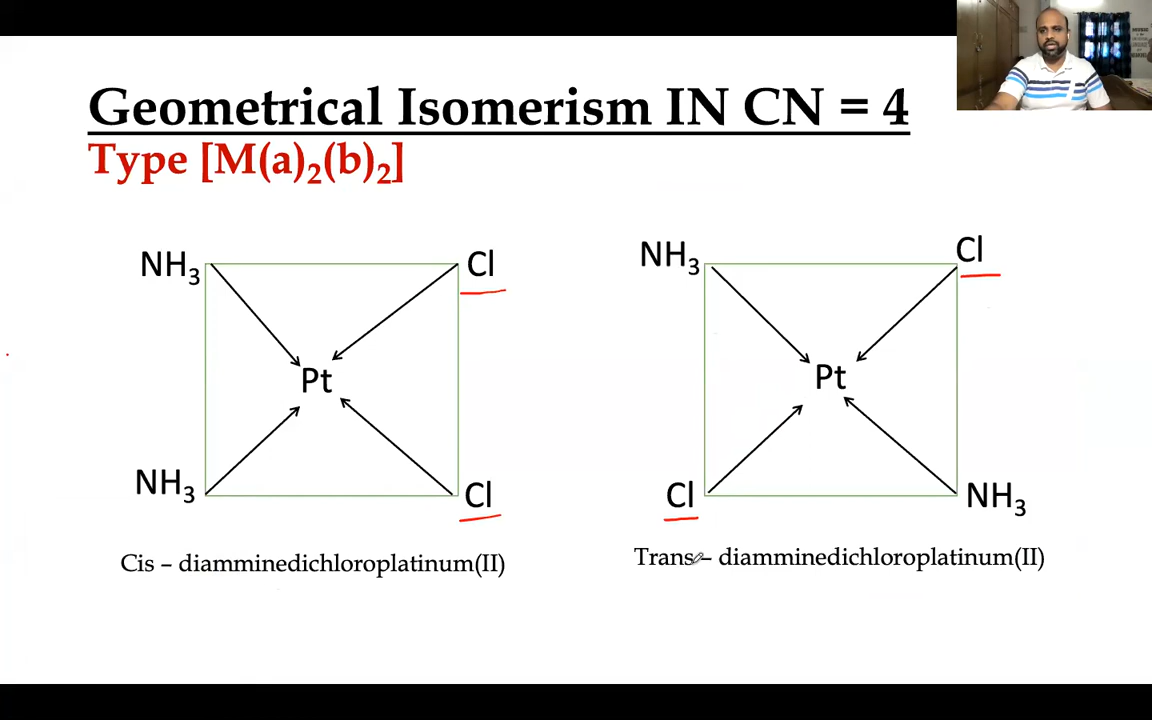 Geometrical Isomerism IN CN = 4
Type [M(a)₂(b)₂]
NH₃ Cl
Pt
NH₃ Cl
Cis – diamminedichloroplatinum(II)
NH₃ Cl
Pt
Cl NH₃
Trans – diamminedichloroplatinum(II)